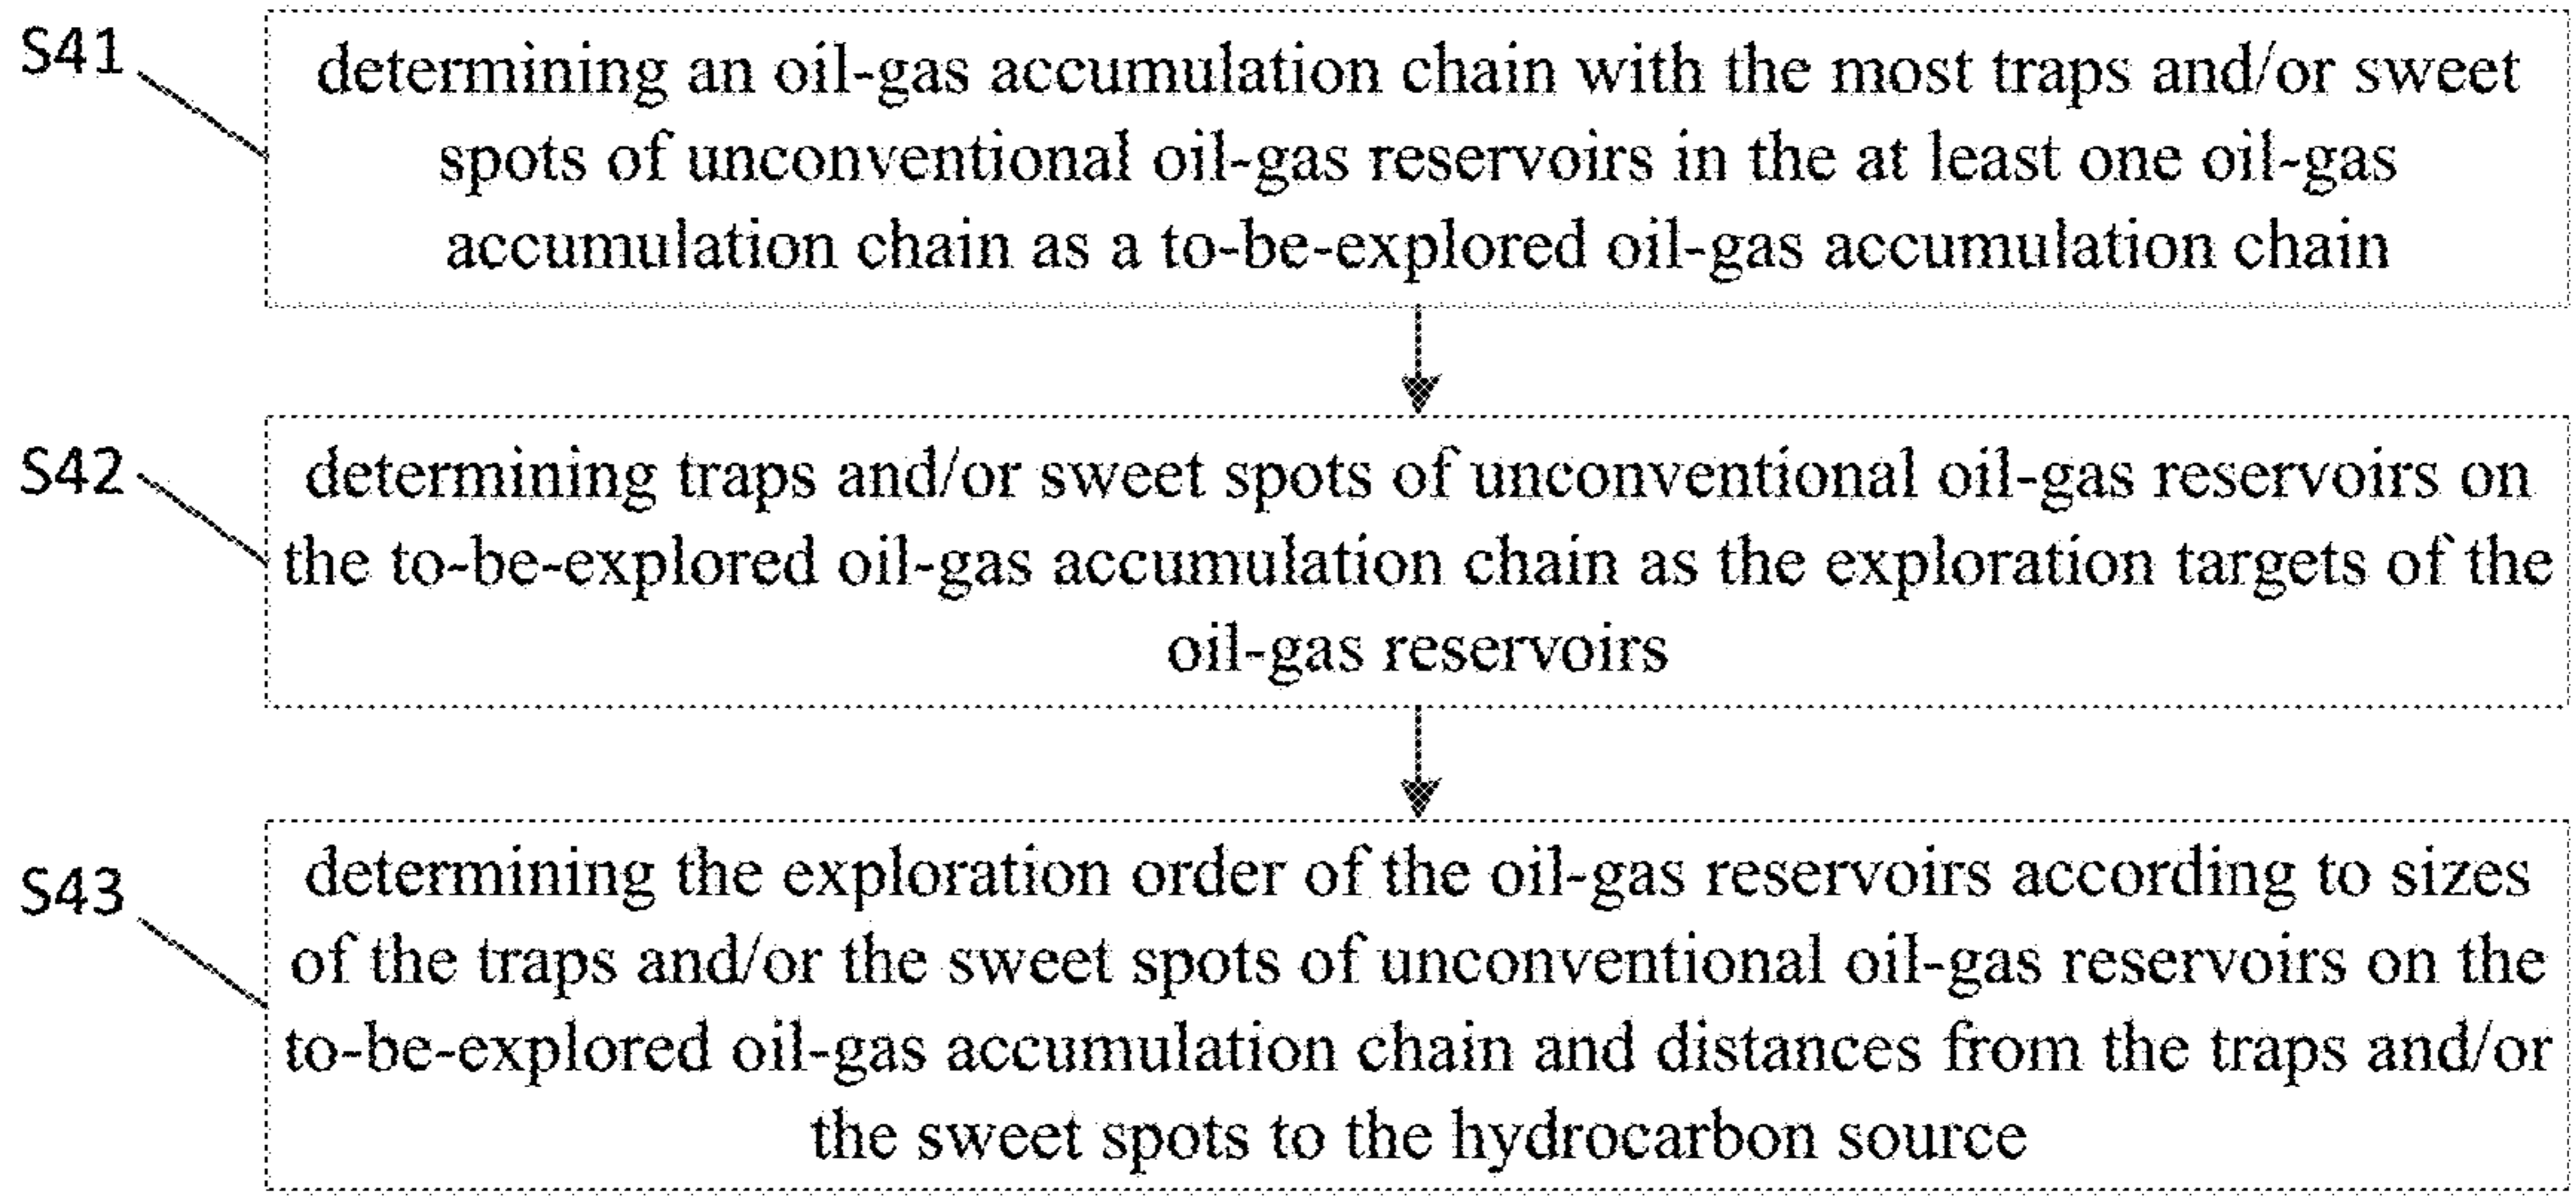 S41
determining an oil-gas accumulation chain with the most traps and/or sweet
spots of unconventional oil-gas reservoirs in the at least one oil-gas
accumulation chain as a to-be-explored oil-gas accumulation chain
S42
determining traps and/or sweet spots of unconventional oil-gas reservoirs on
the to-be-explored oil-gas accumulation chain as the exploration targets of the
oil-gas reservoirs
S43
determining the exploration order of the oil-gas reservoirs according to sizes
of the traps and/or the sweet spots of unconventional oil-gas reservoirs on the
to-be-explored oil-gas accumulation chain and distances from the traps and/or
the sweet spots to the hydrocarbon source